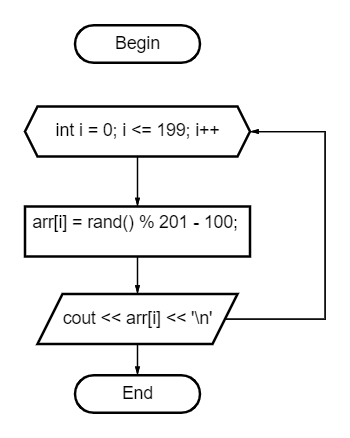 Begin
int i = 0; i <= 199; i++
arr[i] = rand() % 201 - 100;
cout << arr[i] << '\n'
End